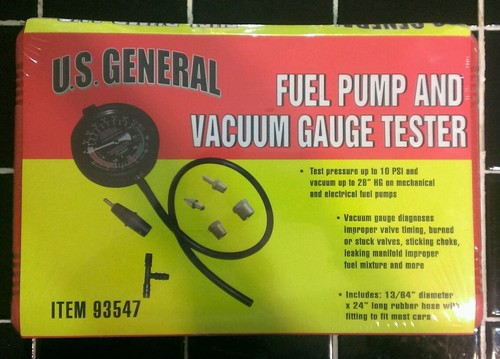 U.S. GENERAL
FUEL PUMP AND
VACUUM GAUGE TESTER
• Test pressure up to 10 PSI and
vacuum up to 28" HG on mechanical
and electrical fuel pumps
• Vacuum gauge diagnoses
improper valve timing, burned
or stuck valves, sticking choke,
leaking manifold improper
fuel mixture and more
• Includes: 13/64" diameter
x 24" long rubber hose with
fitting to fit most cars
ITEM 93547